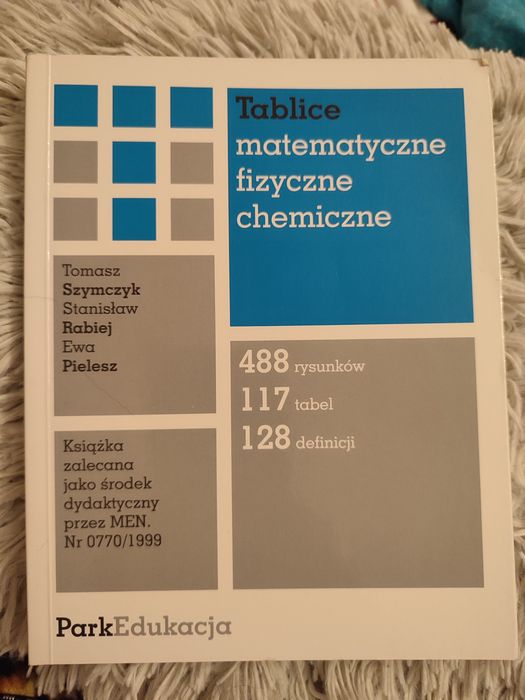 Tablice
matematyczne
fizyczne
chemiczne
Tomasz
Szymczyk
Stanisław
Rabiej
Ewa
Pielesz
488 rysunków
117 tabel
128 definicji
Książka
zalecana
jako środek
dydaktyczny
przez MEN.
Nr 0770/1999
ParkEdukacja